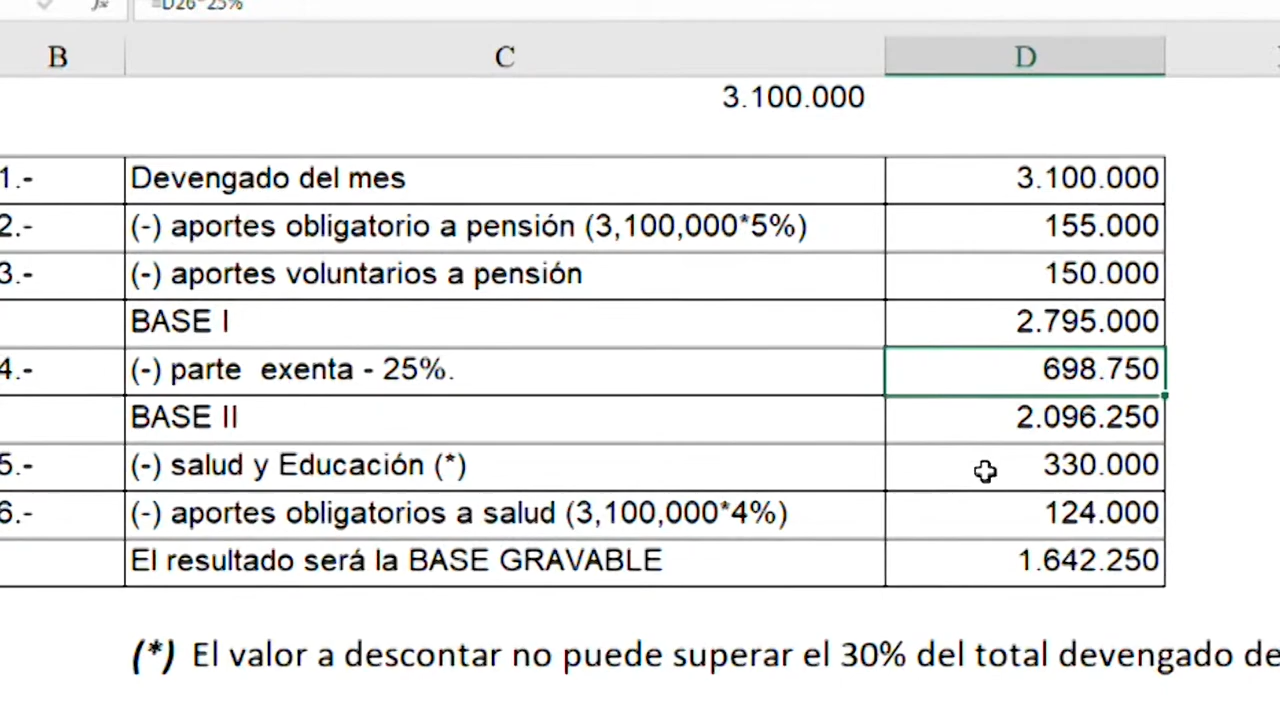 =D26*25%
B C D
3.100.000
1.- Devengado del mes 3.100.000
2.- (-) aportes obligatorio a pensión (3,100,000*5%) 155.000
3.- (-) aportes voluntarios a pensión 150.000
BASE I 2.795.000
4.- (-) parte exenta - 25%. 698.750
BASE II 2.096.250
5.- (-) salud y Educación (*) 330.000
6.- (-) aportes obligatorios a salud (3,100,000*4%) 124.000
El resultado será la BASE GRAVABLE 1.642.250
(*) El valor a descontar no puede superar el 30% del total devengado de